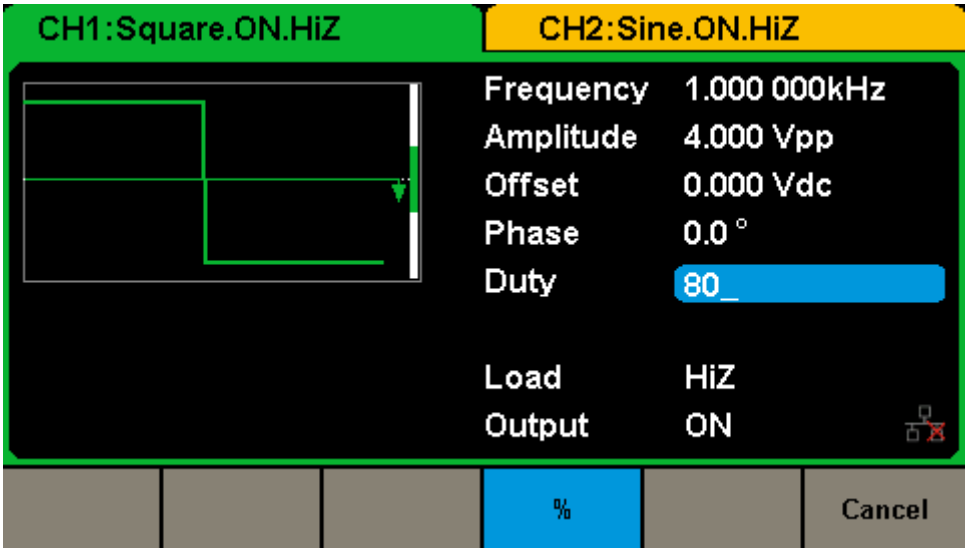 CH1:Square.ON.HiZ CH2:Sine.ON.HiZ
Frequency 1.000 000kHz
Amplitude 4.000 Vpp
Offset 0.000 Vdc
Phase 0.0 °
Duty 80_
Load HiZ
Output ON
% Cancel